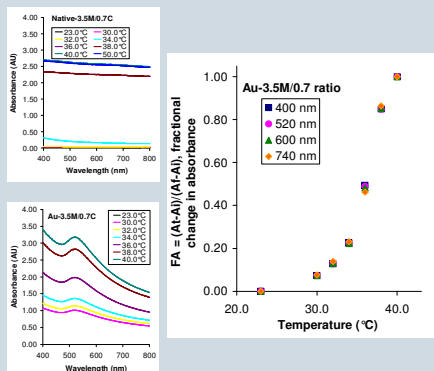 Native-3.5M/0.7C
23.0°C 30.0°C
32.0°C 34.0°C
36.0°C 38.0°C
40.0°C 50.0°C
Absorbance (AU)
4.00
3.50
3.00
2.50
2.00
1.50
1.00
0.50
0.00
400 500 600 700 800
Wavelength (nm)
Au-3.5M/0.7C
23.0°C
30.0°C
32.0°C
34.0°C
36.0°C
38.0°C
40.0°C
Absorbance (AU)
4.00
3.50
3.00
2.50
2.00
1.50
1.00
0.50
0.00
400 500 600 700 800
Wavelength (nm)
FA = (At-Ai)/(Af-Ai), fractional
change in absorbance
Au-3.5M/0.7 ratio
400 nm
520 nm
600 nm
740 nm
1.00
0.80
0.60
0.40
0.20
0.00
20.0 30.0 40.0
Temperature (°C)